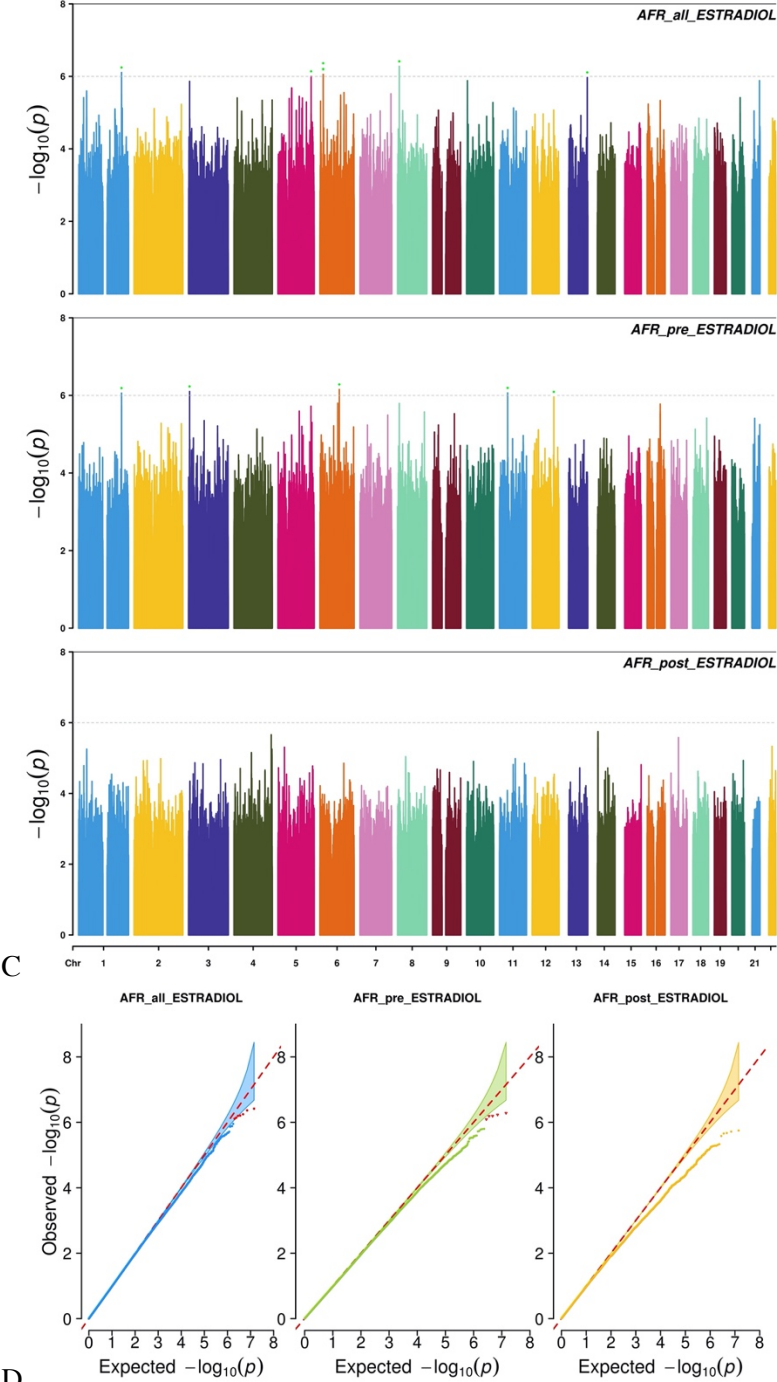 AFR_all_ESTRADIOL
8
6
4
2
0
−log10(p)
AFR_pre_ESTRADIOL
8
6
4
2
0
−log10(p)
AFR_post_ESTRADIOL
8
6
4
2
0
−log10(p)
C
Chr 1 2 3 4 5 6 7 8 9 10 11 12 13 14 15 16 17 18 19 21
AFR_all_ESTRADIOL AFR_pre_ESTRADIOL AFR_post_ESTRADIOL
8 8 8
6 6 6
4 4 4
2 2 2
0 0 0
Observed −log10(p)
0 1 2 3 4 5 6 7 8 0 1 2 3 4 5 6 7 8 0 1 2 3 4 5 6 7 8
Expected −log10(p) Expected −log10(p) Expected −log10(p)
D